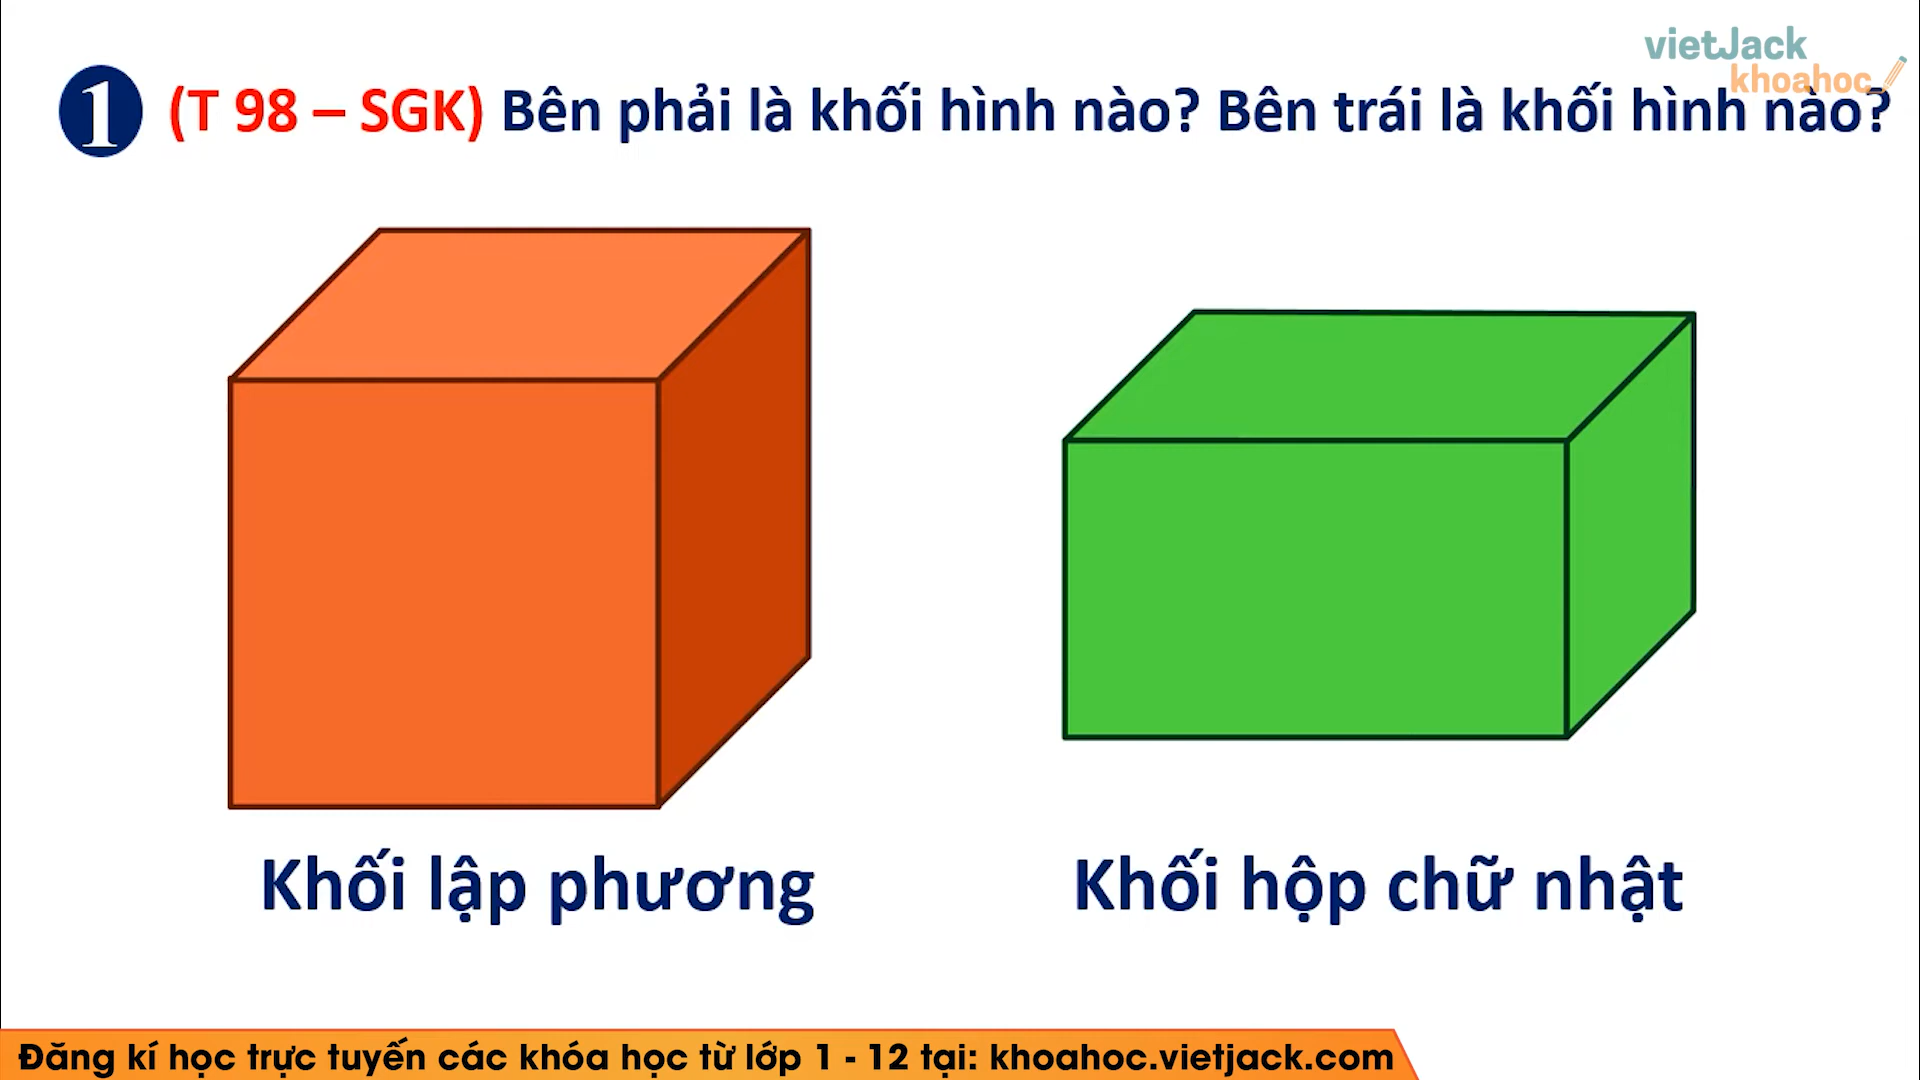 vietJack
khoahoc
1 (T 98 – SGK) Bên phải là khối hình nào? Bên trái là khối hình nào?
Khối lập phương
Khối hộp chữ nhật
Đăng kí học trực tuyến các khóa học từ lớp 1 - 12 tại: khoahoc.vietjack.com